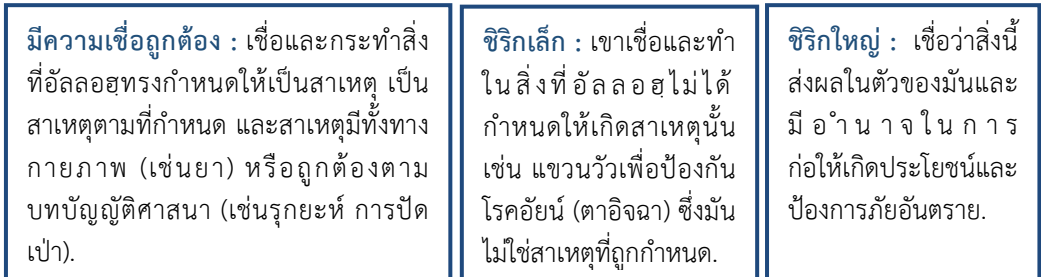 มีความเชื่อถูกต้อง : เชื่อและกระทำสิ่ง
ที่อัลลอฮฺทรงกำหนดให้เป็นสาเหตุ เป็น
สาเหตุตามที่กำหนด และสาเหตุมีทั้งทาง
กายภาพ (เช่นยา) หรือถูกต้องตาม
บทบัญญัติศาสนา (เช่นรุกยะห์ การปัด
เป่า).
ชิริกเล็ก : เขาเชื่อและทำ
ในสิ่งที่อัลลอฮฺไม่ได้
กำหนดให้เกิดสาเหตุนั้น
เช่น แขวนวัวเพื่อป้องกัน
โรคอัยน์ (ตาอิจฉา) ซึ่งมัน
ไม่ใช่สาเหตุที่ถูกกำหนด.
ชิริกใหญ่ : เชื่อว่าสิ่งนี้
ส่งผลในตัวของมันและ
มีอำนาจในการ
ก่อให้เกิดประโยชน์และ
ป้องการภัยอันตราย.